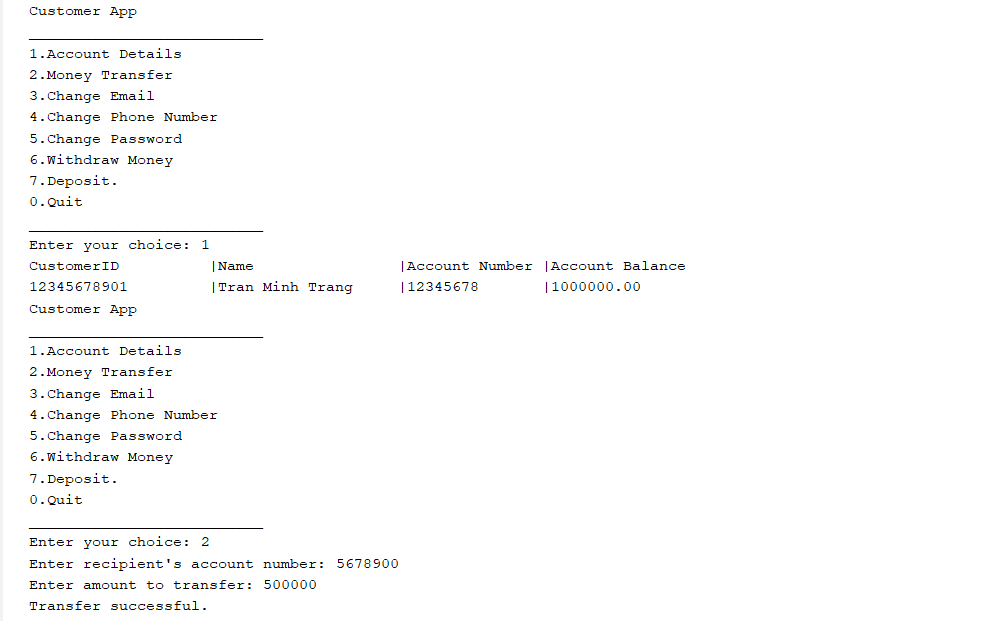 Customer App
__________________________
1.Account Details
2.Money Transfer
3.Change Email
4.Change Phone Number
5.Change Password
6.Withdraw Money
7.Deposit.
0.Quit
__________________________
Enter your choice: 1
CustomerID          |Name                |Account Number |Account Balance
12345678901         |Tran Minh Trang     |12345678       |1000000.00
Customer App
__________________________
1.Account Details
2.Money Transfer
3.Change Email
4.Change Phone Number
5.Change Password
6.Withdraw Money
7.Deposit.
0.Quit
__________________________
Enter your choice: 2
Enter recipient's account number: 5678900
Enter amount to transfer: 500000
Transfer successful.